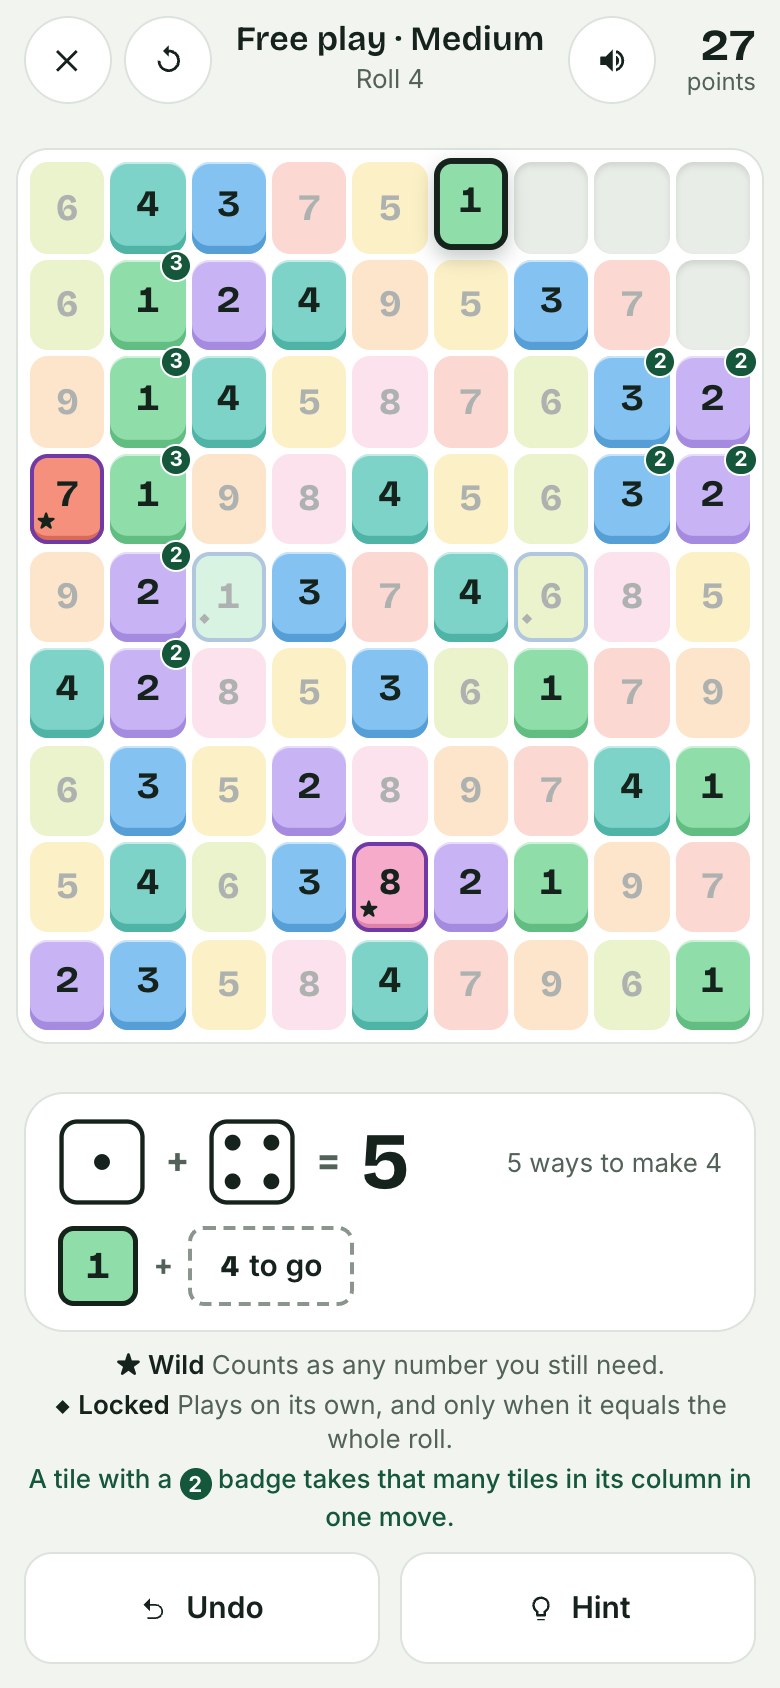 Free play · Medium
Roll 4
27
points
6 4 3 7 5 1
6 1 3 2 4 9 5 3 7
9 1 3 4 5 8 7 6 3 2 2 2
7 ★ 1 3 9 8 4 5 6 3 2 2 2
9 2 2 1 ◆ 3 7 4 6 ◆ 8 5
4 2 2 8 5 3 6 1 7 9
6 3 5 2 8 9 7 4 1
5 4 6 3 8 ★ 2 1 9 7
2 3 5 8 4 7 9 6 1
+ = 5 5 ways to make 4
1 + 4 to go
★ Wild Counts as any number you still need.
◆ Locked Plays on its own, and only when it equals the
whole roll.
A tile with a 2 badge takes that many tiles in its column in
one move.
Undo
Hint